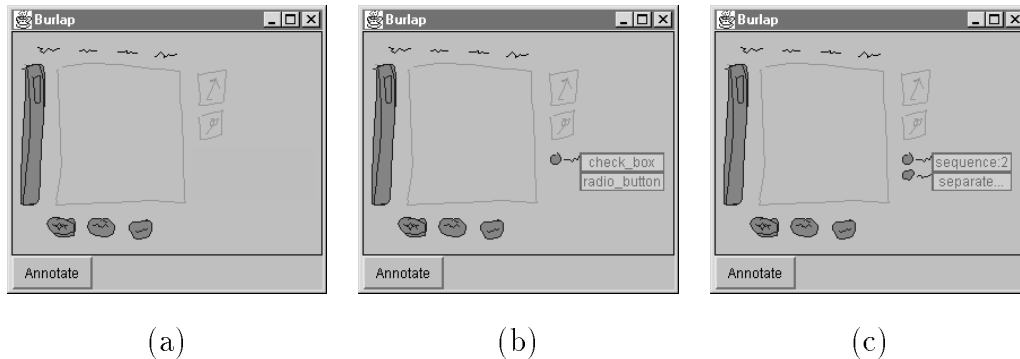 Burlap
Annotate
(a)
Burlap
check_box
radio_button
Annotate
(b)
Burlap
sequence:2
separate...
Annotate
(c)